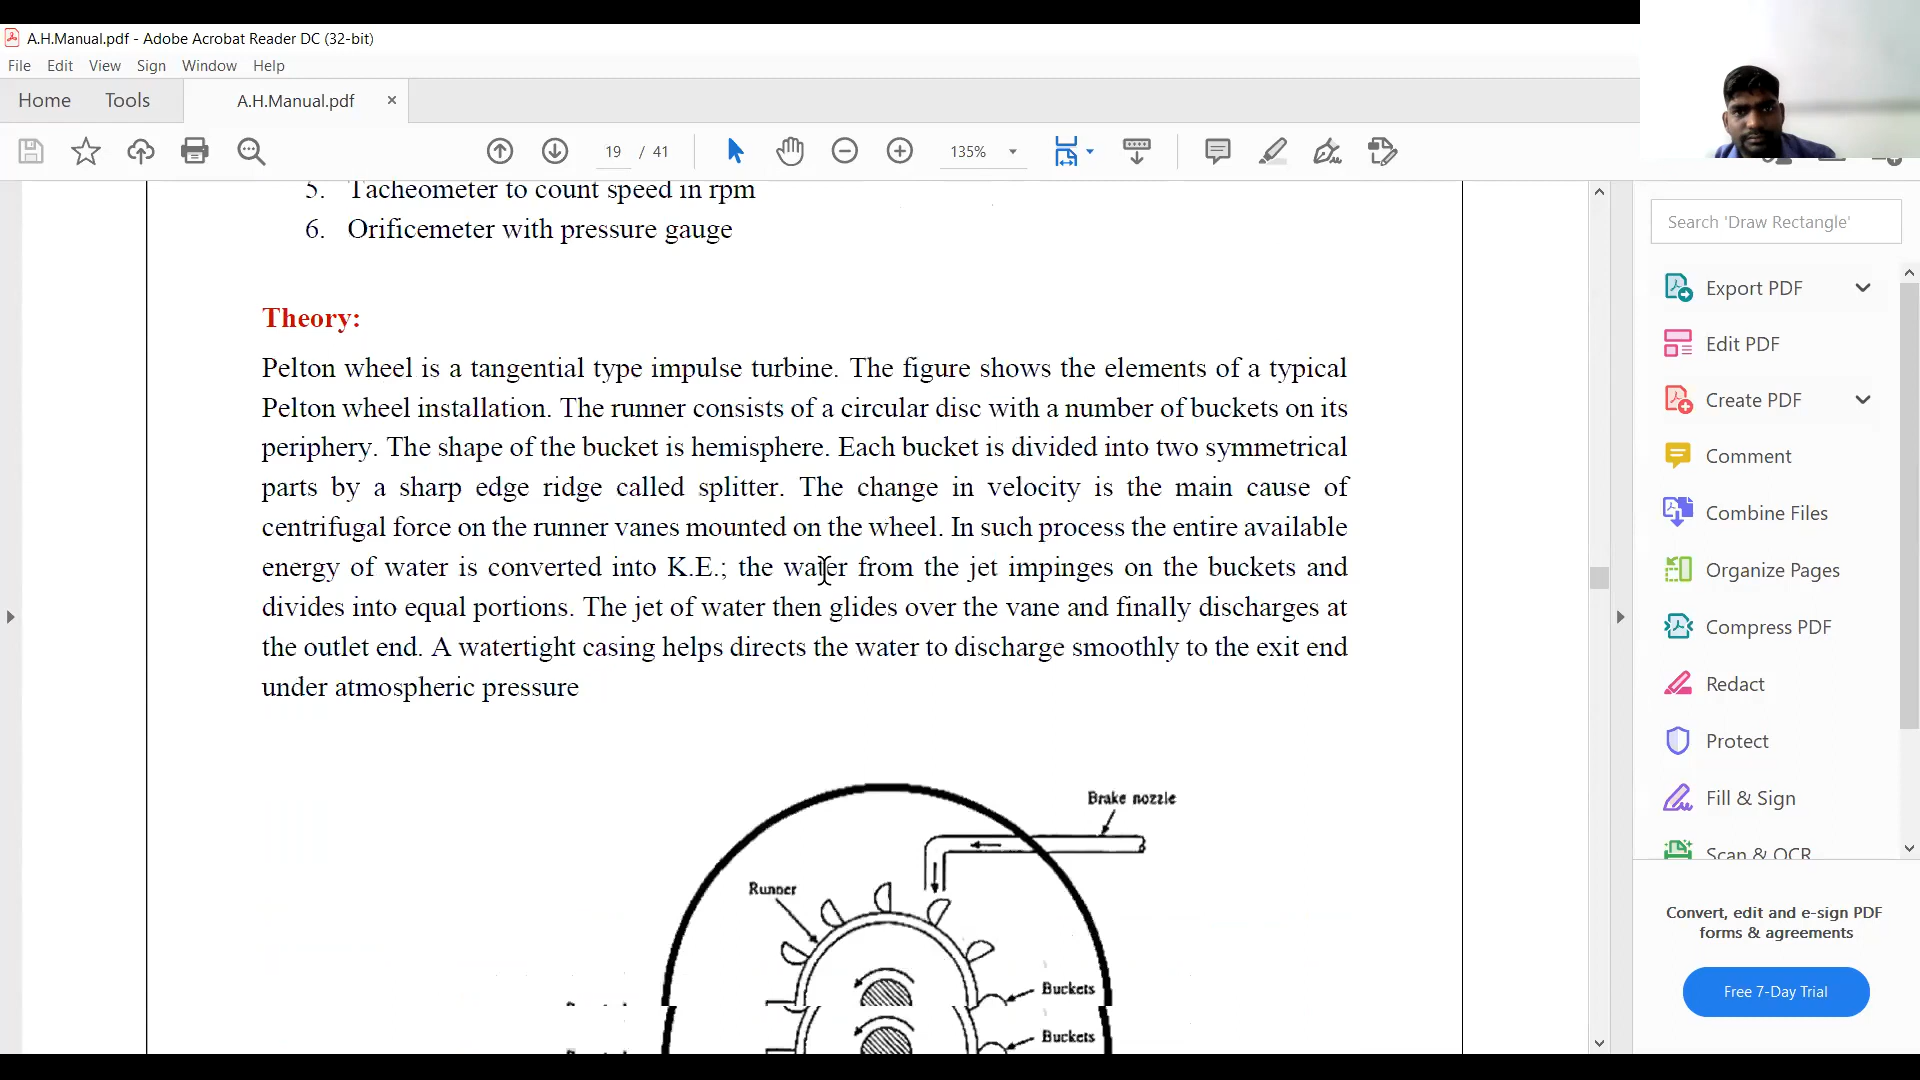 A.H.Manual.pdf - Adobe Acrobat Reader DC (32-bit)
File Edit View Sign Window Help
Home Tools A.H.Manual.pdf ×
19 / 41 135%
5. Tacheometer to count speed in rpm
6. Orificemeter with pressure gauge
Theory:
Pelton wheel is a tangential type impulse turbine. The figure shows the elements of a typical
Pelton wheel installation. The runner consists of a circular disc with a number of buckets on its
periphery. The shape of the bucket is hemisphere. Each bucket is divided into two symmetrical
parts by a sharp edge ridge called splitter. The change in velocity is the main cause of
centrifugal force on the runner vanes mounted on the wheel. In such process the entire available
energy of water is converted into K.E.; the water from the jet impinges on the buckets and
divides into equal portions. The jet of water then glides over the vane and finally discharges at
the outlet end. A watertight casing helps directs the water to discharge smoothly to the exit end
under atmospheric pressure
Brake nozzle
Runner
Buckets
Buckets
Search 'Draw Rectangle'
Export PDF
Edit PDF
Create PDF
Comment
Combine Files
Organize Pages
Compress PDF
Redact
Protect
Fill & Sign
Scan & OCR
Convert, edit and e-sign PDF
forms & agreements
Free 7-Day Trial